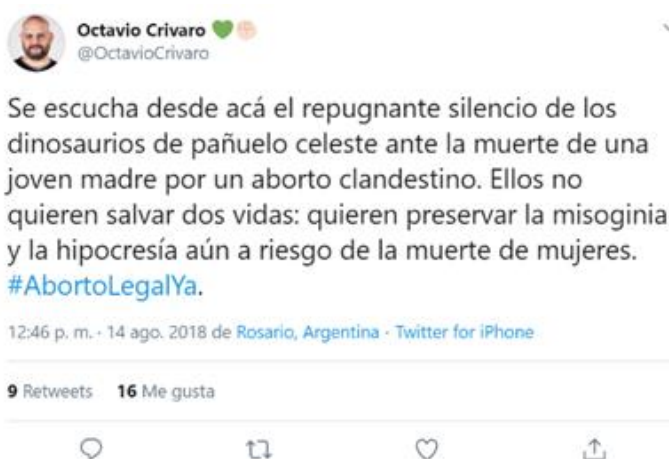 Octavio Crivaro 💚
@OctavioCrivaro
Se escucha desde acá el repugnante silencio de los
dinosaurios de pañuelo celeste ante la muerte de una
joven madre por un aborto clandestino. Ellos no
quieren salvar dos vidas: quieren preservar la misoginia
y la hipocresía aún a riesgo de la muerte de mujeres.
#AbortoLegalYa.
12:46 p. m. · 14 ago. 2018 de Rosario, Argentina · Twitter for iPhone
9 Retweets 16 Me gusta